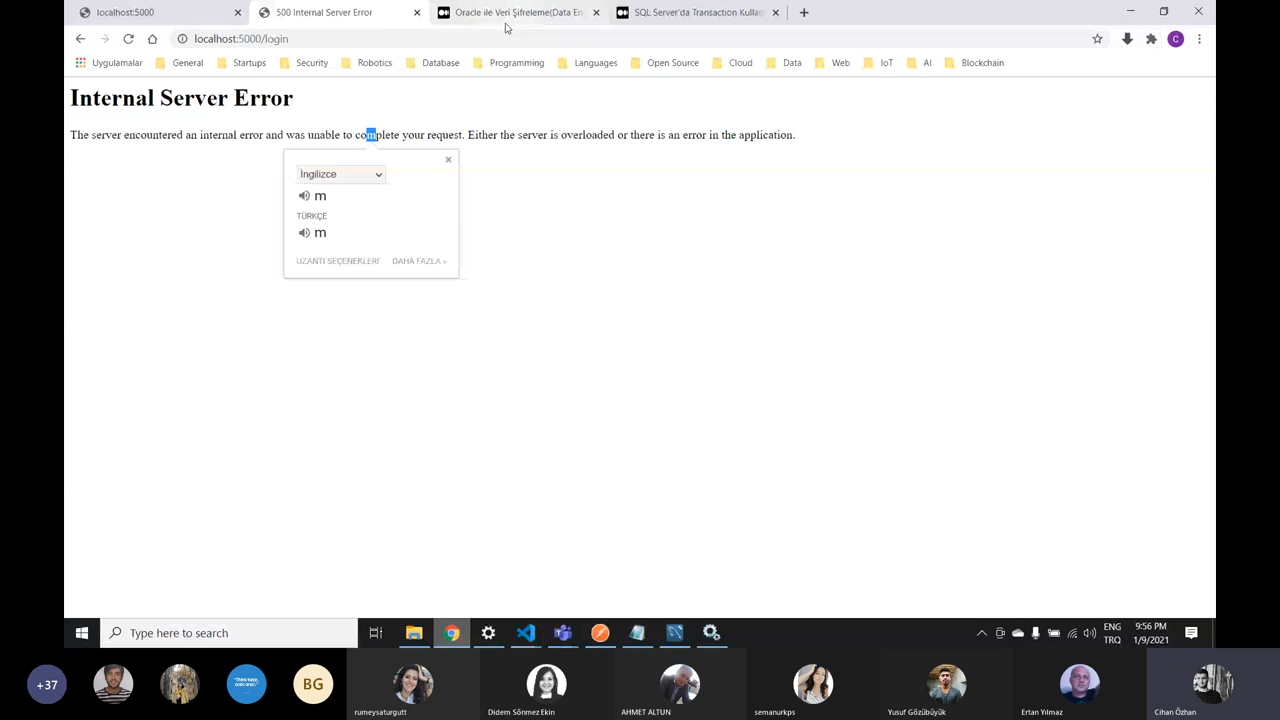 localhost:5000
500 Internal Server Error
Oracle ile Veri Şifreleme(Data En
SQL Server'da Transaction Kullan
localhost:5000/login
C
Uygulamalar
General
Startups
Security
Robotics
Database
Programming
Languages
Open Source
Cloud
Data
Web
IoT
AI
Blockchain
Internal Server Error
The server encountered an internal error and was unable to complete your request. Either the server is overloaded or there is an error in the application.
İngilizce
m
TÜRKÇE
m
UZANTI SEÇENEKLERİ DAHA FAZLA »
Type here to search
ENG
TRQ
9:56 PM
1/9/2021
+37
BG
rumeysaturgutt
Didem Sönmez Ekin
AHMET ALTUN
semanurkps
Yusuf Gözübüyük
Ertan Yılmaz
Cihan Özhan